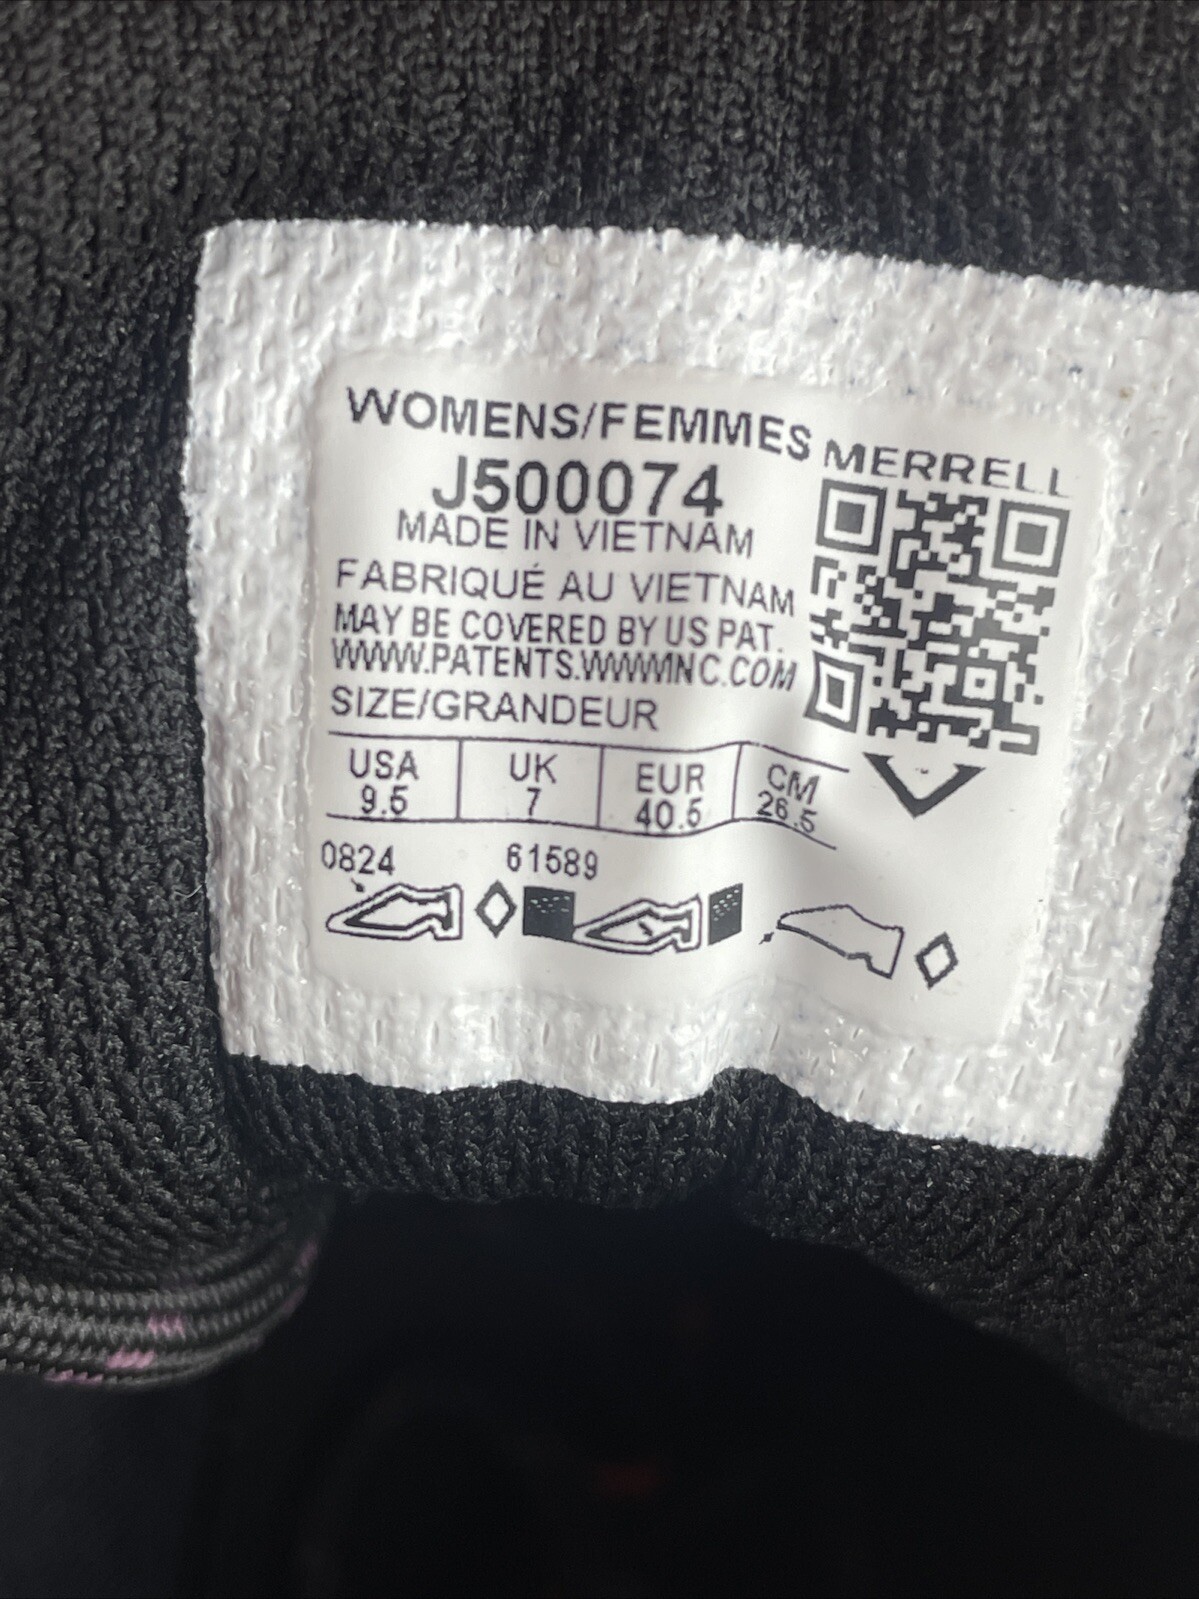 WOMENS/FEMMES
MERRELL
J500074
MADE IN VIETNAM
FABRIQUÉ AU VIETNAM
MAY BE COVERED BY US PAT.
WWW.PATENTS.WWWINC.COM
SIZE/GRANDEUR
USA UK EUR CM
9.5 7 40.5 26.5
0824 61589